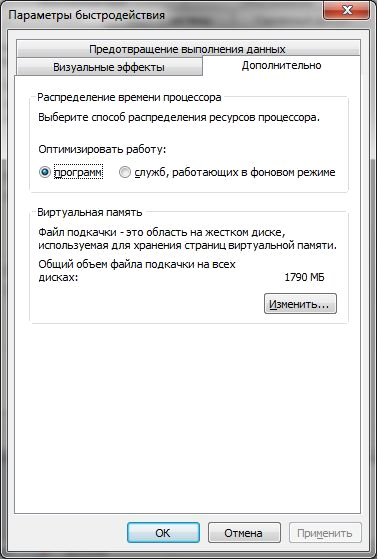 Параметры быстродействия
Предотвращение выполнения данных
Визуальные эффекты
Дополнительно
Распределение времени процессора
Выберите способ распределения ресурсов процессора.
Оптимизировать работу:
программ
служб, работающих в фоновом режиме
Виртуальная память
Файл подкачки - это область на жестком диске,
используемая для хранения страниц виртуальной памяти.
Общий объем файла подкачки на всех
дисках:
1790 МБ
Изменить...
ОК
Отмена
Применить